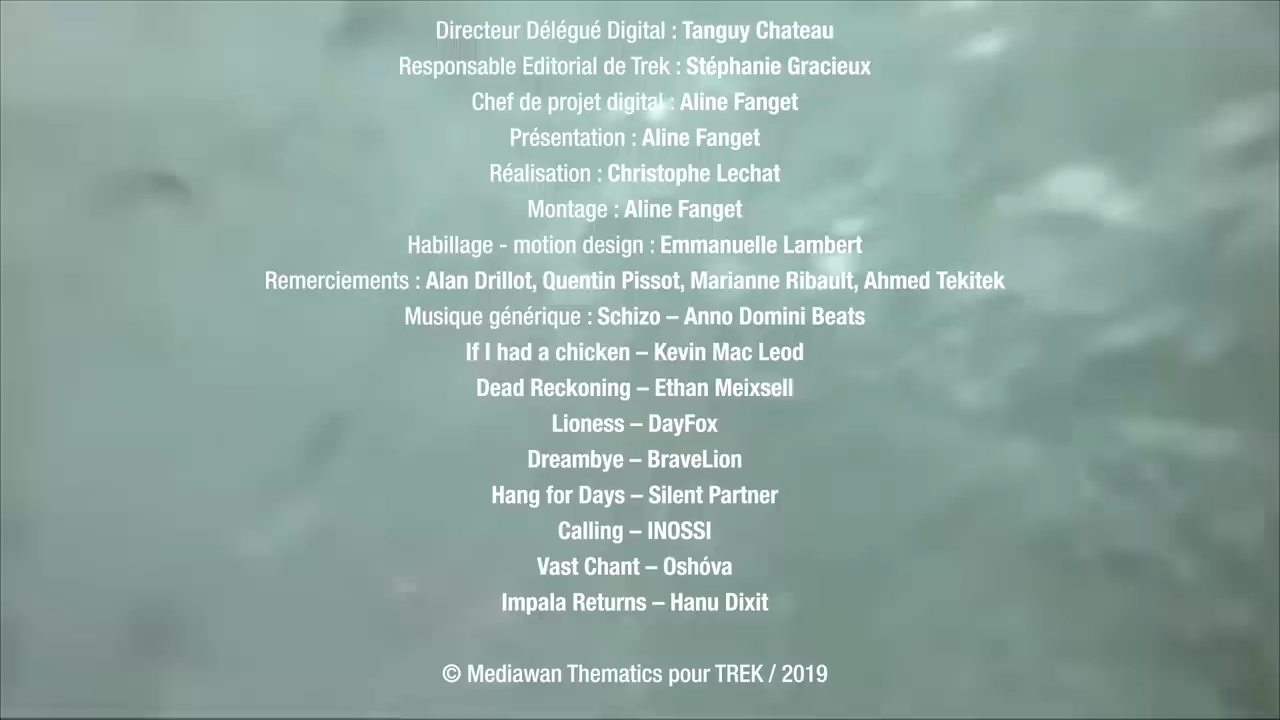 Directeur Délégué Digital : Tanguy Chateau
Responsable Editorial de Trek : Stéphanie Gracieux
Chef de projet digital : Aline Fanget
Présentation : Aline Fanget
Réalisation : Christophe Lechat
Montage : Aline Fanget
Habillage - motion design : Emmanuelle Lambert
Remerciements : Alan Drillot, Quentin Pissot, Marianne Ribault, Ahmed Tekitek
Musique générique : Schizo – Anno Domini Beats
If I had a chicken – Kevin Mac Leod
Dead Reckoning – Ethan Meixsell
Lioness – DayFox
Dreambye – BraveLion
Hang for Days – Silent Partner
Calling – INOSSI
Vast Chant – Oshóva
Impala Returns – Hanu Dixit
© Mediawan Thematics pour TREK / 2019